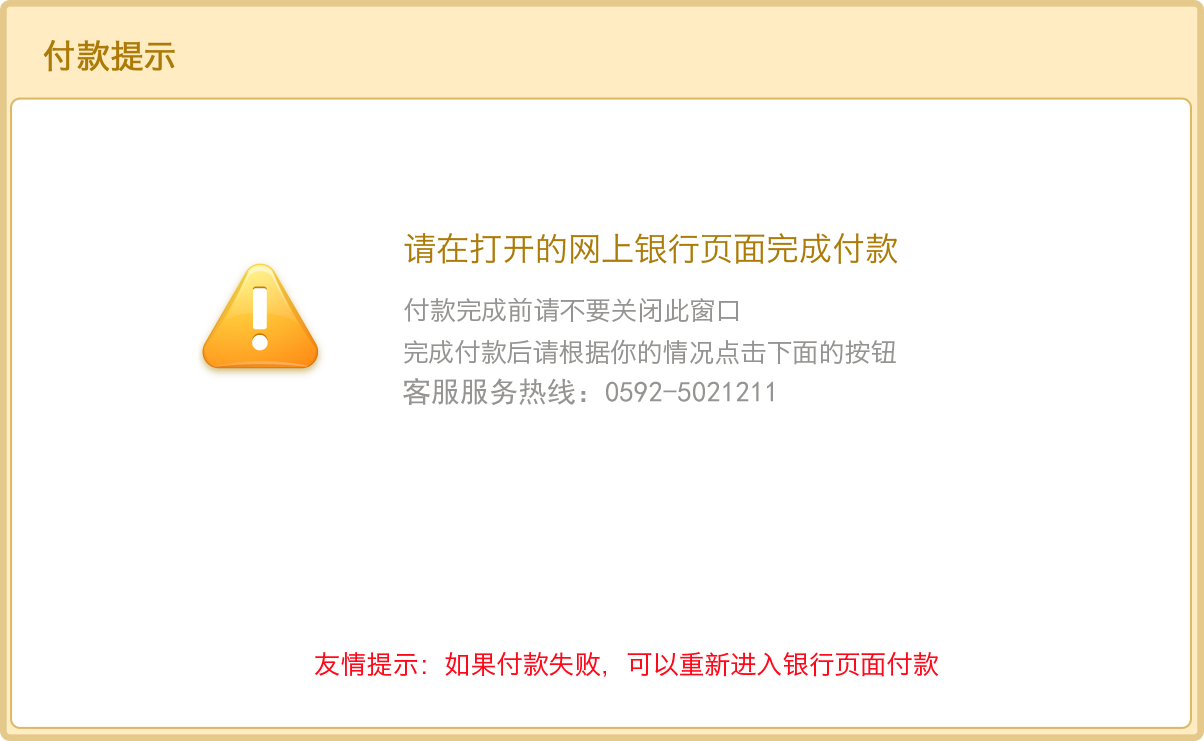 付款提示
请在打开的网上银行页面完成付款
付款完成前请不要关闭此窗口
完成付款后请根据你的情况点击下面的按钮
客服服务热线：0592-5021211
友情提示：如果付款失败，可以重新进入银行页面付款